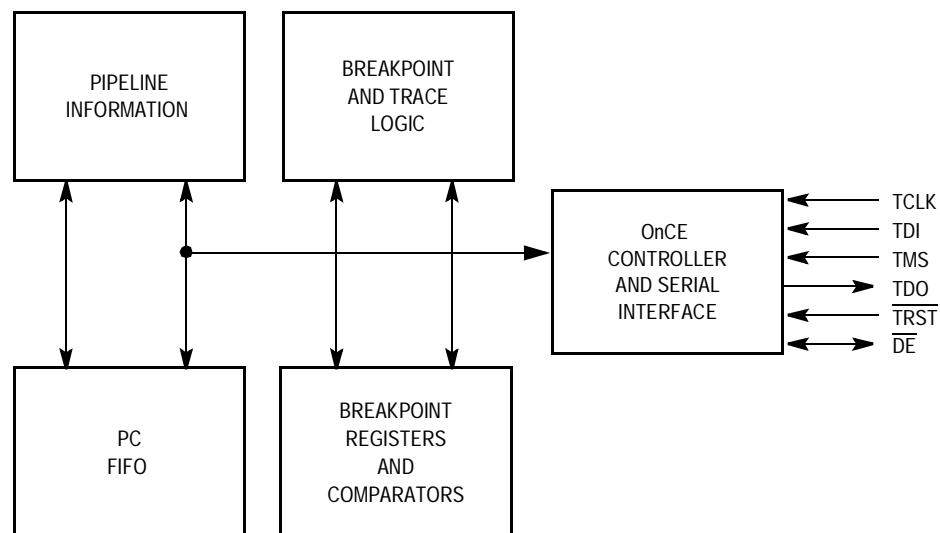 PIPELINE
INFORMATION
BREAKPOINT
AND TRACE
LOGIC
OnCE
CONTROLLER
AND SERIAL
INTERFACE
TCLK
TDI
TMS
TDO
TRST
DE
PC
FIFO
BREAKPOINT
REGISTERS
AND
COMPARATORS